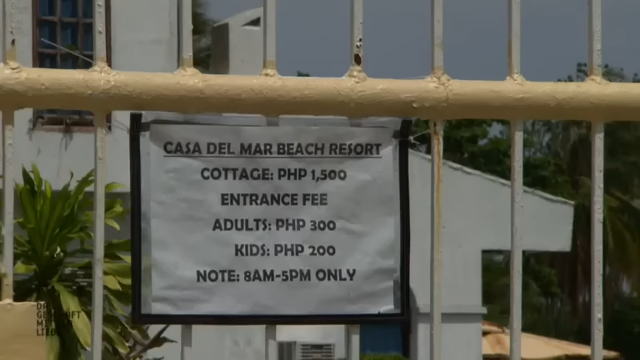 CASA DEL MAR BEACH RESORT
COTTAGE: PHP 1,500
ENTRANCE FEE
ADULTS: PHP 300
KIDS: PHP 200
NOTE: 8AM-5PM ONLY